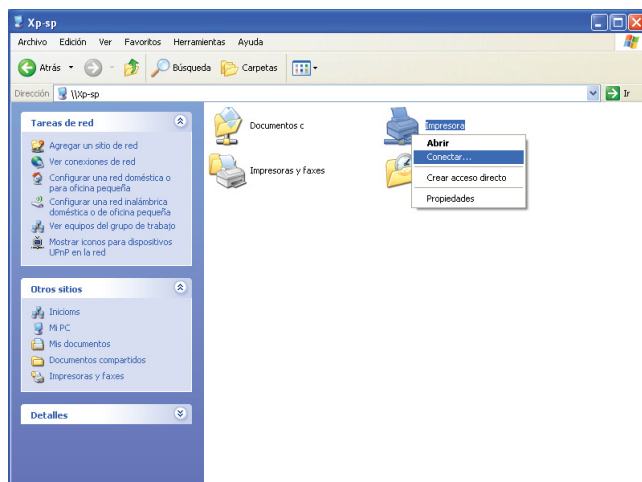 Xp-sp
Archivo Edición Ver Favoritos Herramientas Ayuda
Atrás Búsqueda Carpetas
Dirección \\Xp-sp Ir
Tareas de red
Agregar un sitio de red
Ver conexiones de red
Configurar una red doméstica o
para oficina pequeña
Configurar una red inalámbrica
doméstica o de oficina pequeña
Ver equipos del grupo de trabajo
Mostrar iconos para dispositivos
UPnP en la red
Otros sitios
Inicioms
Mi PC
Mis documentos
Documentos compartidos
Impresoras y faxes
Detalles
Documentos c
Impresora
Impresoras y faxes
Abrir
Conectar...
Crear acceso directo
Propiedades